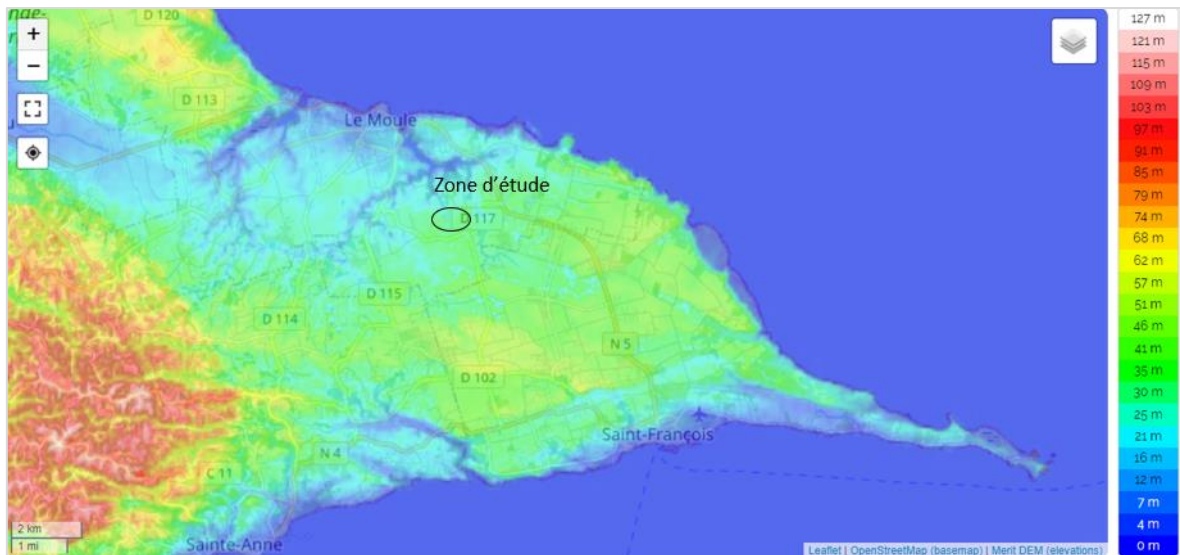 nde-
D 120
+
−
D 113
Le Moule
Zone d'étude
D 117
D 115
D 114
N 5
D 102
Saint-François
N 4
C 11
Sainte-Anne
2 km
1 mi
Leaflet | OpenStreetMap (basemap) | Merit DEM (elevations)
127 m
121 m
115 m
109 m
103 m
97 m
91 m
85 m
79 m
74 m
68 m
62 m
57 m
51 m
46 m
41 m
35 m
30 m
25 m
21 m
16 m
12 m
7 m
4 m
0 m